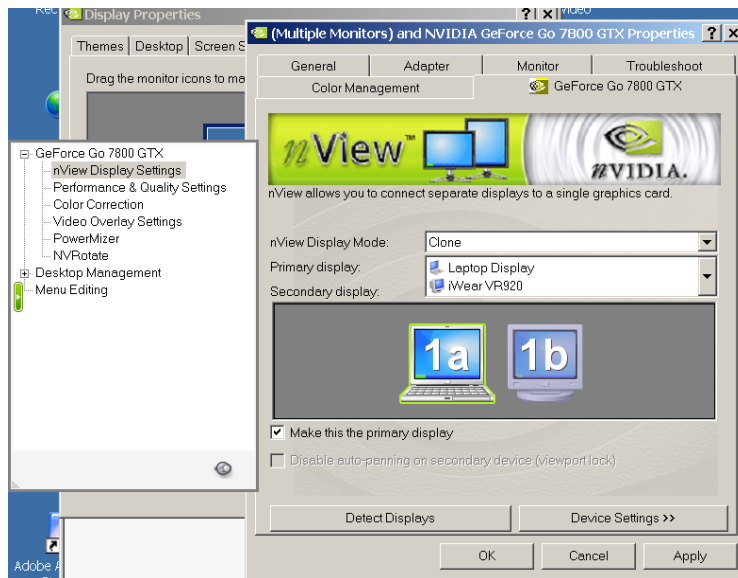 Rec
Video
Display Properties
Themes Desktop Screen S
Drag the monitor icons to ma
(Multiple Monitors) and NVIDIA GeForce Go 7800 GTX Properties
General Adapter Monitor Troubleshoot
Color Management GeForce Go 7800 GTX
nVieW™
nVIDIA.
nView allows you to connect separate displays to a single graphics card.
GeForce Go 7800 GTX
nView Display Settings
Performance & Quality Settings
Color Correction
Video Overlay Settings
PowerMizer
NVRotate
Desktop Management
Menu Editing
nView Display Mode: Clone
Primary display: Laptop Display
Secondary display: iWear VR920
1a 1b
Make this the primary display
Disable auto-panning on secondary device (viewport lock)
Detect Displays Device Settings >>
OK Cancel Apply
Adobe A